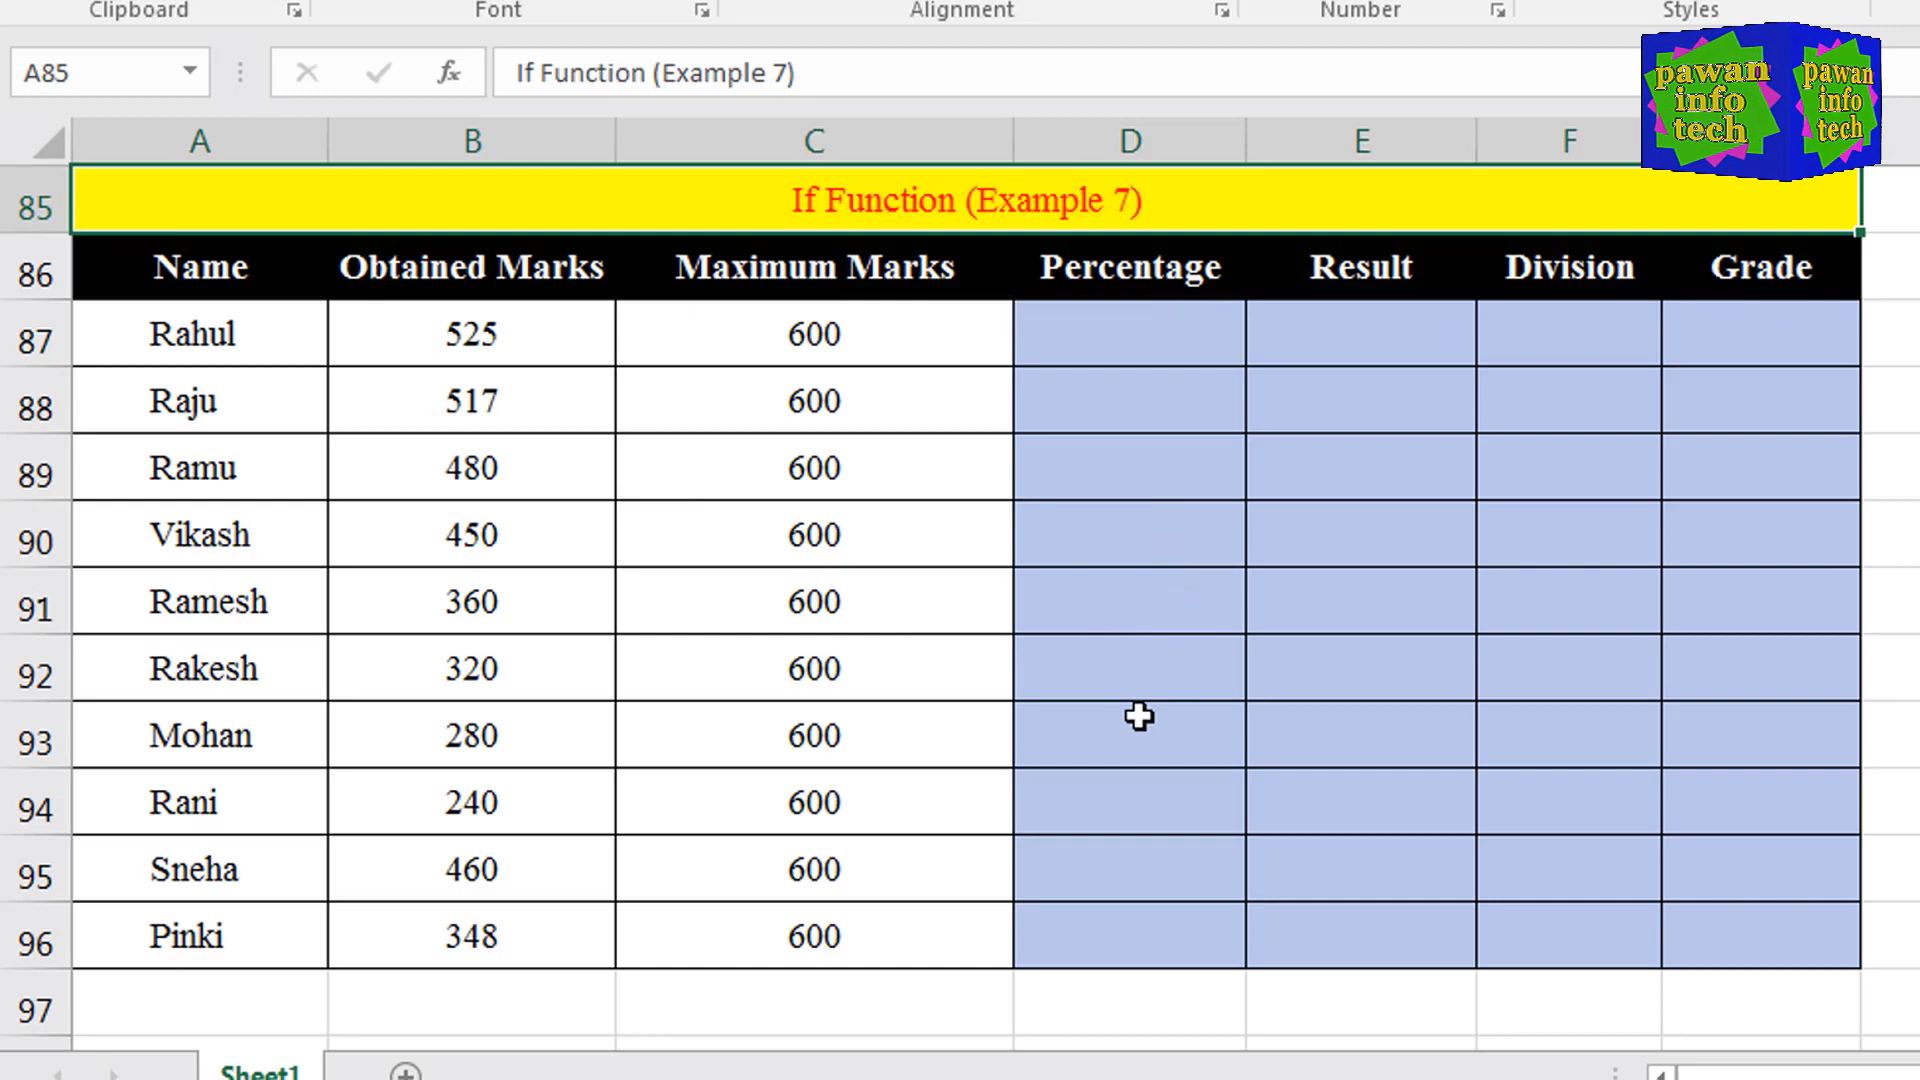 Clipboard Font Alignment Number Styles
A85 fx If Function (Example 7)
pawan info tech pawan info tech
A B C D E F
85 If Function (Example 7)
86 Name Obtained Marks Maximum Marks Percentage Result Division Grade
87 Rahul 525 600
88 Raju 517 600
89 Ramu 480 600
90 Vikash 450 600
91 Ramesh 360 600
92 Rakesh 320 600
93 Mohan 280 600
94 Rani 240 600
95 Sneha 460 600
96 Pinki 348 600
97
Sheet1